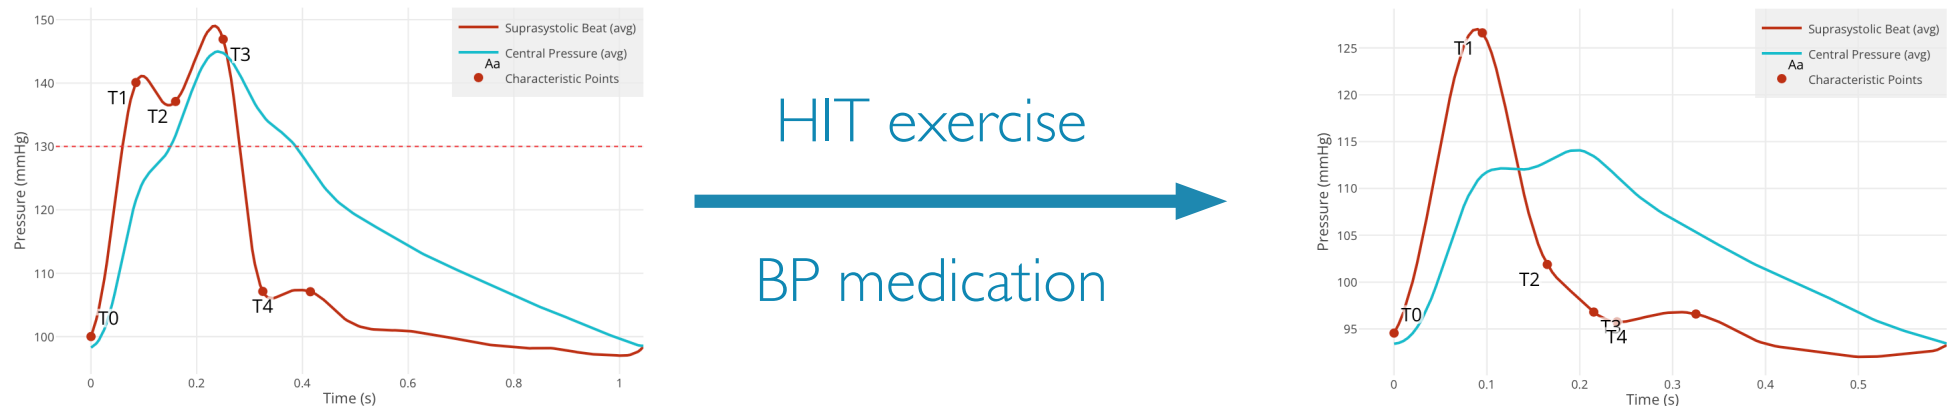 150
140
130
120
110
100
Pressure (mmHg)
0
0.2
0.4
0.6
0.8
1
Time (s)
T0
T1
T2
T3
T4
Suprasystolic Beat (avg)
Central Pressure (avg)
Aa
Characteristic Points
HIT exercise
BP medication
125
120
115
110
105
100
95
Pressure (mmHg)
0
0.1
0.2
0.3
0.4
0.5
Time (s)
T0
T1
T2
T3
T4
Suprasystolic Beat (avg)
Central Pressure (avg)
Aa
Characteristic Points